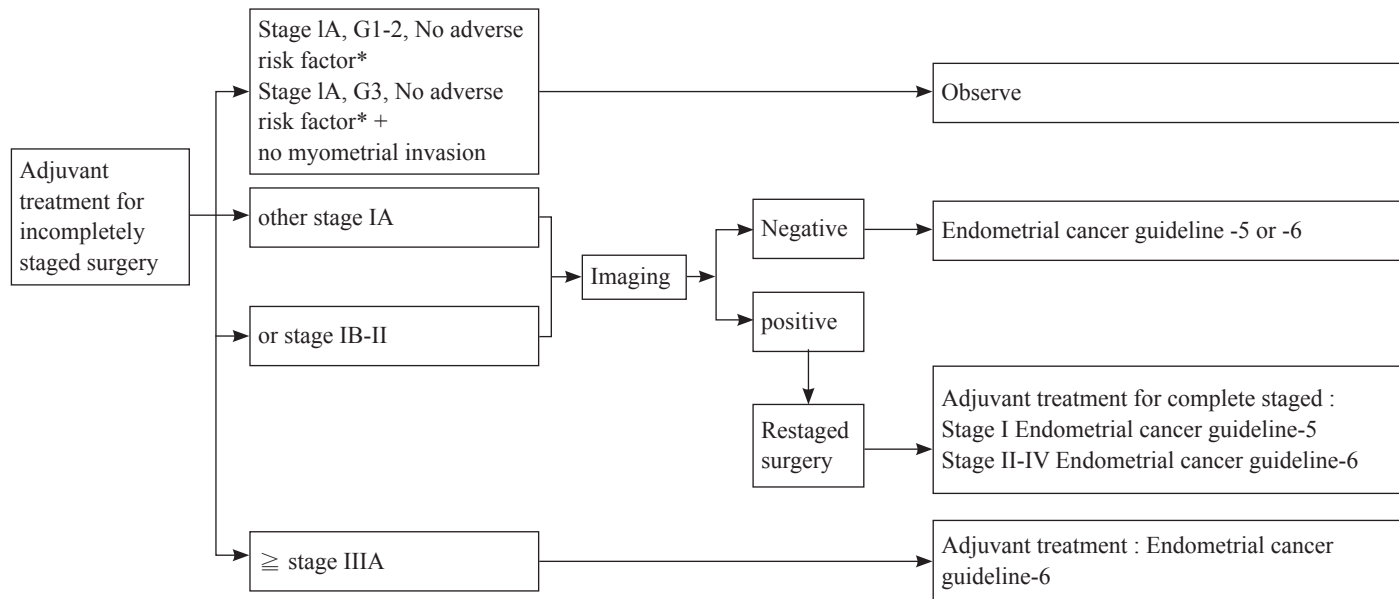 Stage lA, G1-2, No adverse
risk factor*
Stage lA, G3, No adverse
risk factor* +
no myometrial invasion
Observe
Adjuvant
treatment for
incompletely
staged surgery
other stage IA
or stage IB-II
Imaging
Negative
Endometrial cancer guideline -5 or -6
positive
Restaged
surgery
Adjuvant treatment for complete staged :
Stage I Endometrial cancer guideline-5
Stage II-IV Endometrial cancer guideline-6
≧ stage IIIA
Adjuvant treatment : Endometrial cancer
guideline-6